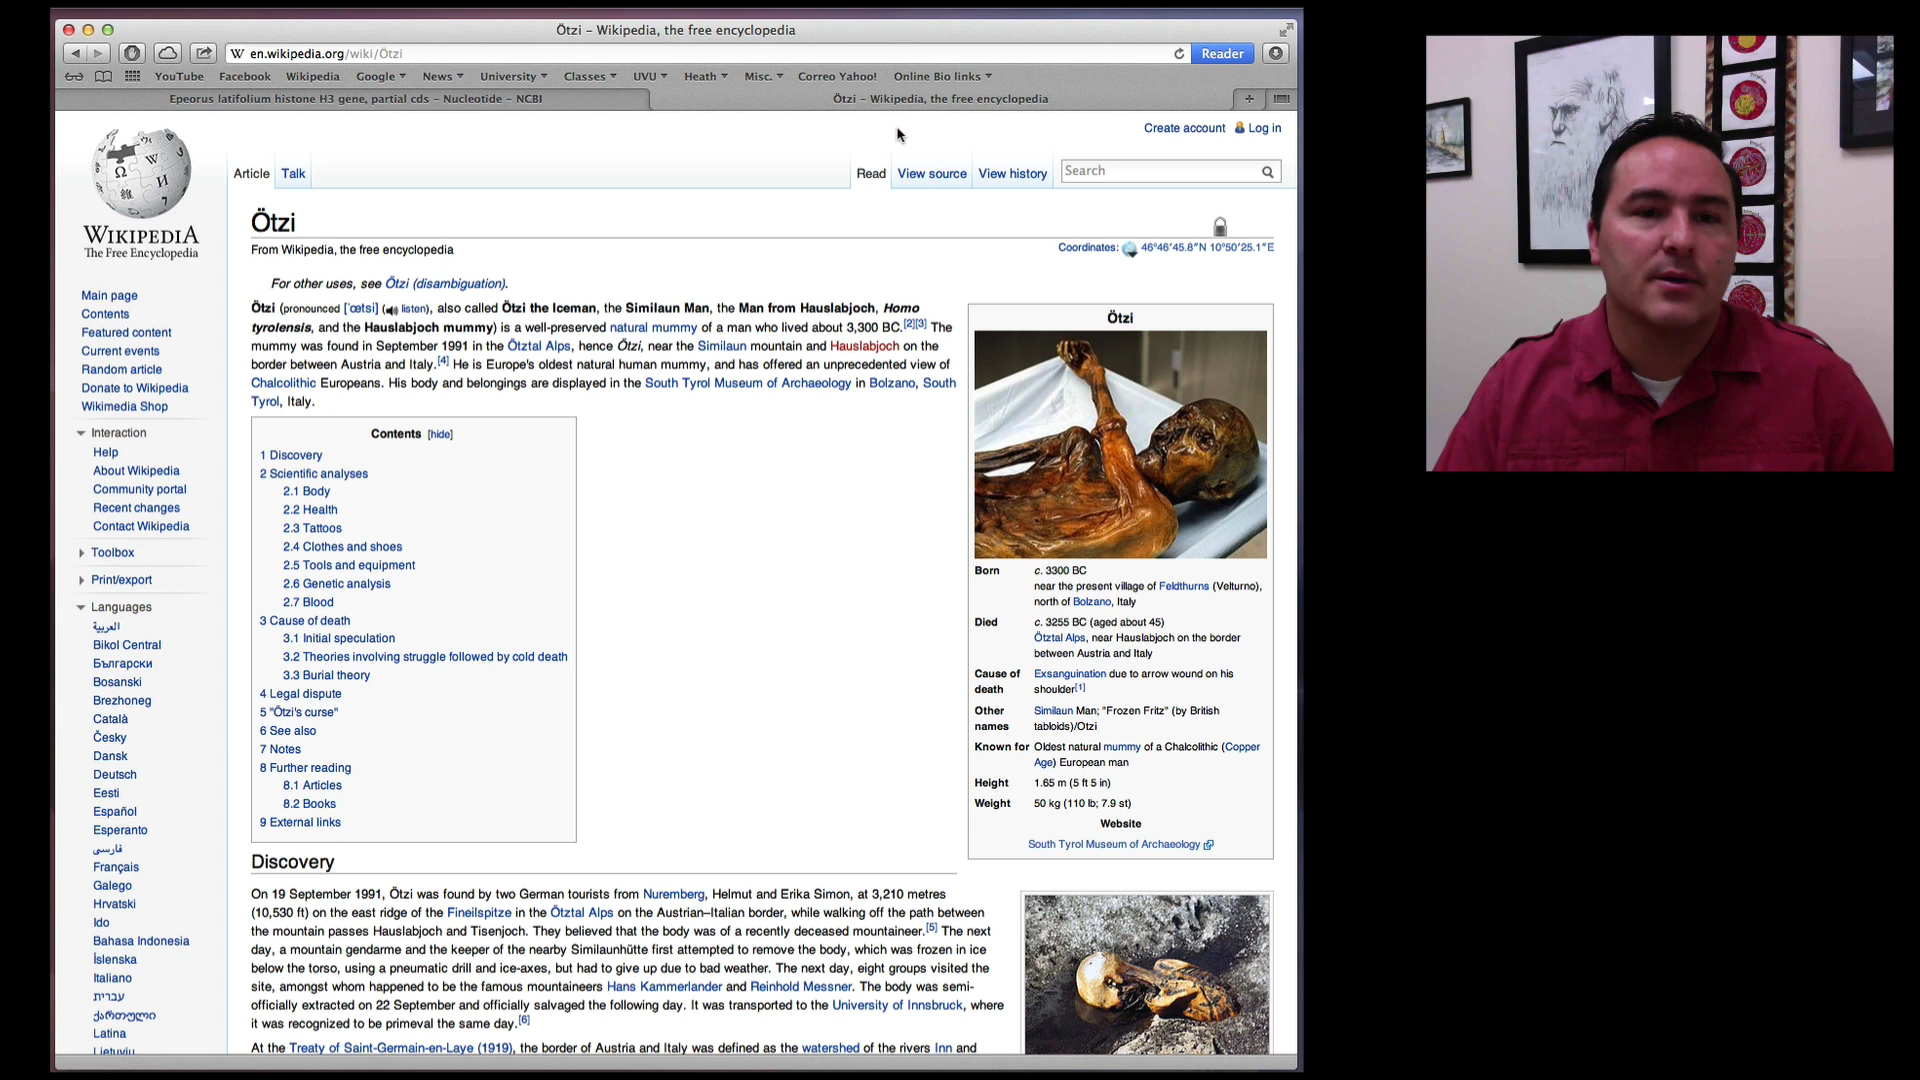 Ötzi – Wikipedia, the free encyclopedia
W en.wikipedia.org/wiki/Ötzi
Reader
YouTube Facebook Wikipedia Google News University Classes UVU Heath Misc. Correo Yahoo! Online Bio links
Epeorus latifolium histone H3 gene, partial cds – Nucleotide – NCBI
Ötzi – Wikipedia, the free encyclopedia
Create account Log in
Article Talk
Read View source View history
Search
WIKIPEDIA
The Free Encyclopedia
Main page
Contents
Featured content
Current events
Random article
Donate to Wikipedia
Wikimedia Shop
Interaction
Help
About Wikipedia
Community portal
Recent changes
Contact Wikipedia
Toolbox
Print/export
Languages
العربية
Bikol Central
Български
Bosanski
Brezhoneg
Català
Česky
Dansk
Deutsch
Eesti
Español
Esperanto
فارسی
Français
Galego
Hrvatski
Ido
Bahasa Indonesia
Íslenska
Italiano
עברית
ქართული
Latina
Lietuvių
Ötzi
From Wikipedia, the free encyclopedia
Coordinates: 46°46′45.8″N 10°50′25.1″E
For other uses, see Ötzi (disambiguation).
Ötzi (pronounced [ˈœtsi] ( listen), also called Ötzi the Iceman, the Similaun Man, the Man from Hauslabjoch, Homo
tyrolensis, and the Hauslabjoch mummy) is a well-preserved natural mummy of a man who lived about 3,300 BC.[2][3] The
mummy was found in September 1991 in the Ötztal Alps, hence Ötzi, near the Similaun mountain and Hauslabjoch on the
border between Austria and Italy.[4] He is Europe's oldest natural human mummy, and has offered an unprecedented view of
Chalcolithic Europeans. His body and belongings are displayed in the South Tyrol Museum of Archaeology in Bolzano, South
Tyrol, Italy.
Contents [hide]
1 Discovery
2 Scientific analyses
2.1 Body
2.2 Health
2.3 Tattoos
2.4 Clothes and shoes
2.5 Tools and equipment
2.6 Genetic analysis
2.7 Blood
3 Cause of death
3.1 Initial speculation
3.2 Theories involving struggle followed by cold death
3.3 Burial theory
4 Legal dispute
5 "Ötzi's curse"
6 See also
7 Notes
8 Further reading
8.1 Articles
8.2 Books
9 External links
Ötzi
Born c. 3300 BC
near the present village of Feldthurns (Velturno),
north of Bolzano, Italy
Died c. 3255 BC (aged about 45)
Ötztal Alps, near Hauslabjoch on the border
between Austria and Italy
Cause of death Exsanguination due to arrow wound on his
shoulder[1]
Other names Similaun Man; "Frozen Fritz" (by British
tabloids)/Otzi
Known for Oldest natural mummy of a Chalcolithic (Copper
Age) European man
Height 1.65 m (5 ft 5 in)
Weight 50 kg (110 lb; 7.9 st)
Website
South Tyrol Museum of Archaeology
Discovery
On 19 September 1991, Ötzi was found by two German tourists from Nuremberg, Helmut and Erika Simon, at 3,210 metres
(10,530 ft) on the east ridge of the Fineilspitze in the Ötztal Alps on the Austrian–Italian border, while walking off the path between
the mountain passes Hauslabjoch and Tisenjoch. They believed that the body was of a recently deceased mountaineer.[5] The next
day, a mountain gendarme and the keeper of the nearby Similaunhütte first attempted to remove the body, which was frozen in ice
below the torso, using a pneumatic drill and ice-axes, but had to give up due to bad weather. The next day, eight groups visited the
site, amongst whom happened to be the famous mountaineers Hans Kammerlander and Reinhold Messner. The body was semi-
officially extracted on 22 September and officially salvaged the following day. It was transported to the University of Innsbruck, where
it was recognized to be primeval the same day.[6]
At the Treaty of Saint-Germain-en-Laye (1919), the border of Austria and Italy was defined as the watershed of the rivers Inn and